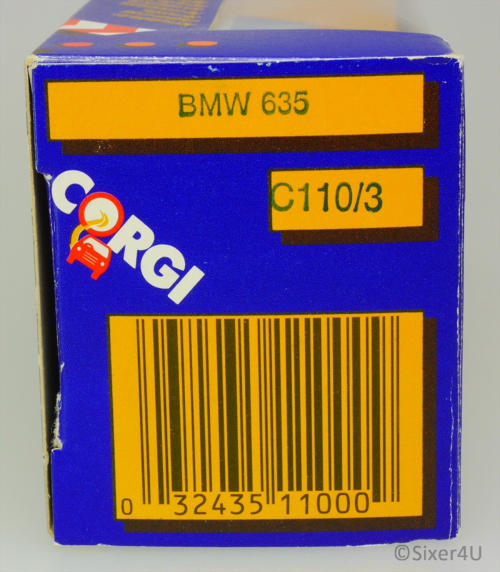 BMW 635
C110/3
CORGI
0 32435 11000
©Sixer4U